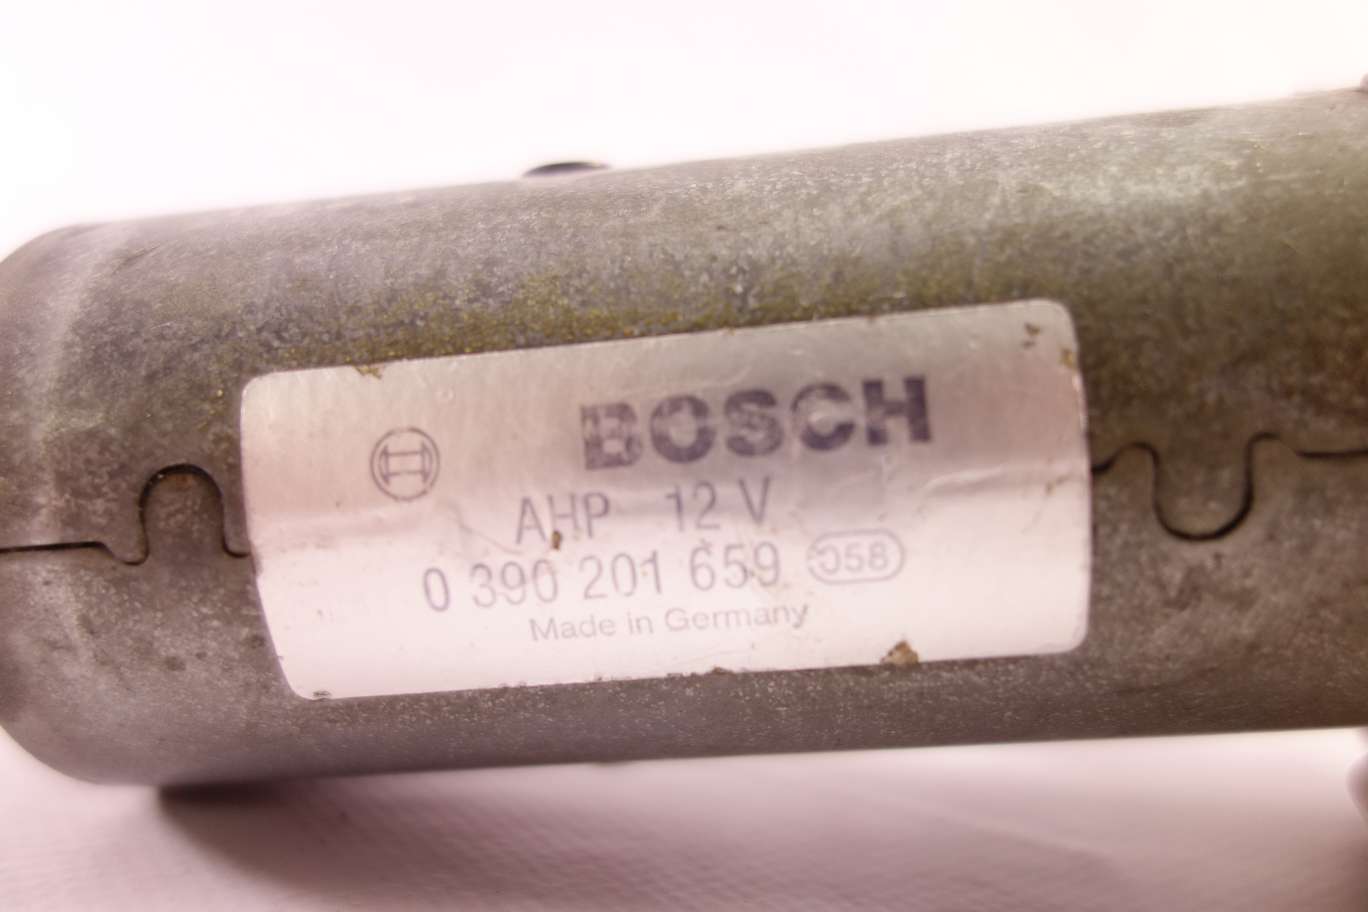 BOSCH
AHP 12 V
0 390 201 659 058
Made in Germany